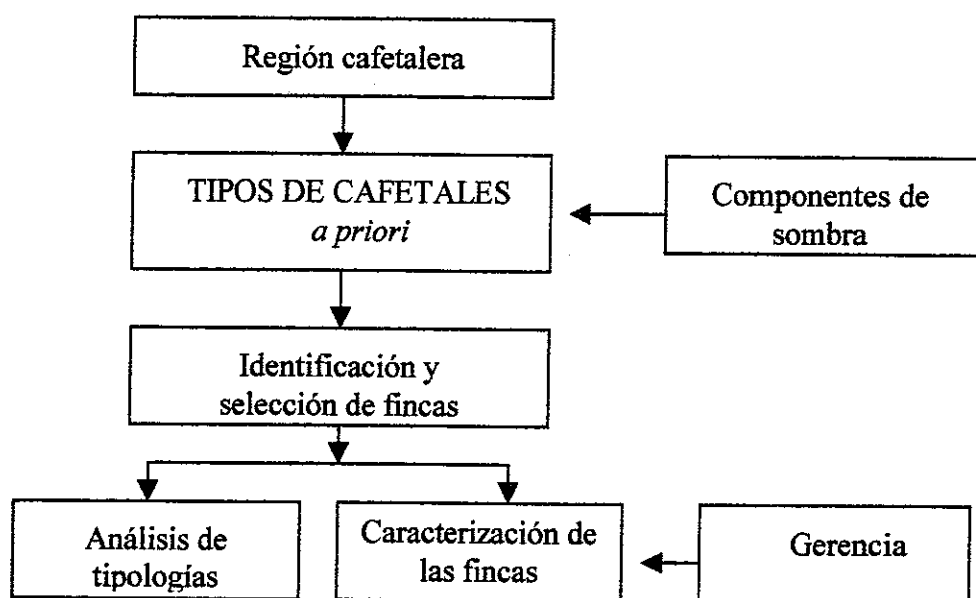 Región cafetalera
TIPOS DE CAFETALES
a priori
Componentes de
sombra
Identificación y
selección de fincas
Análisis de
tipologías
Caracterización de
las fincas
Gerencia